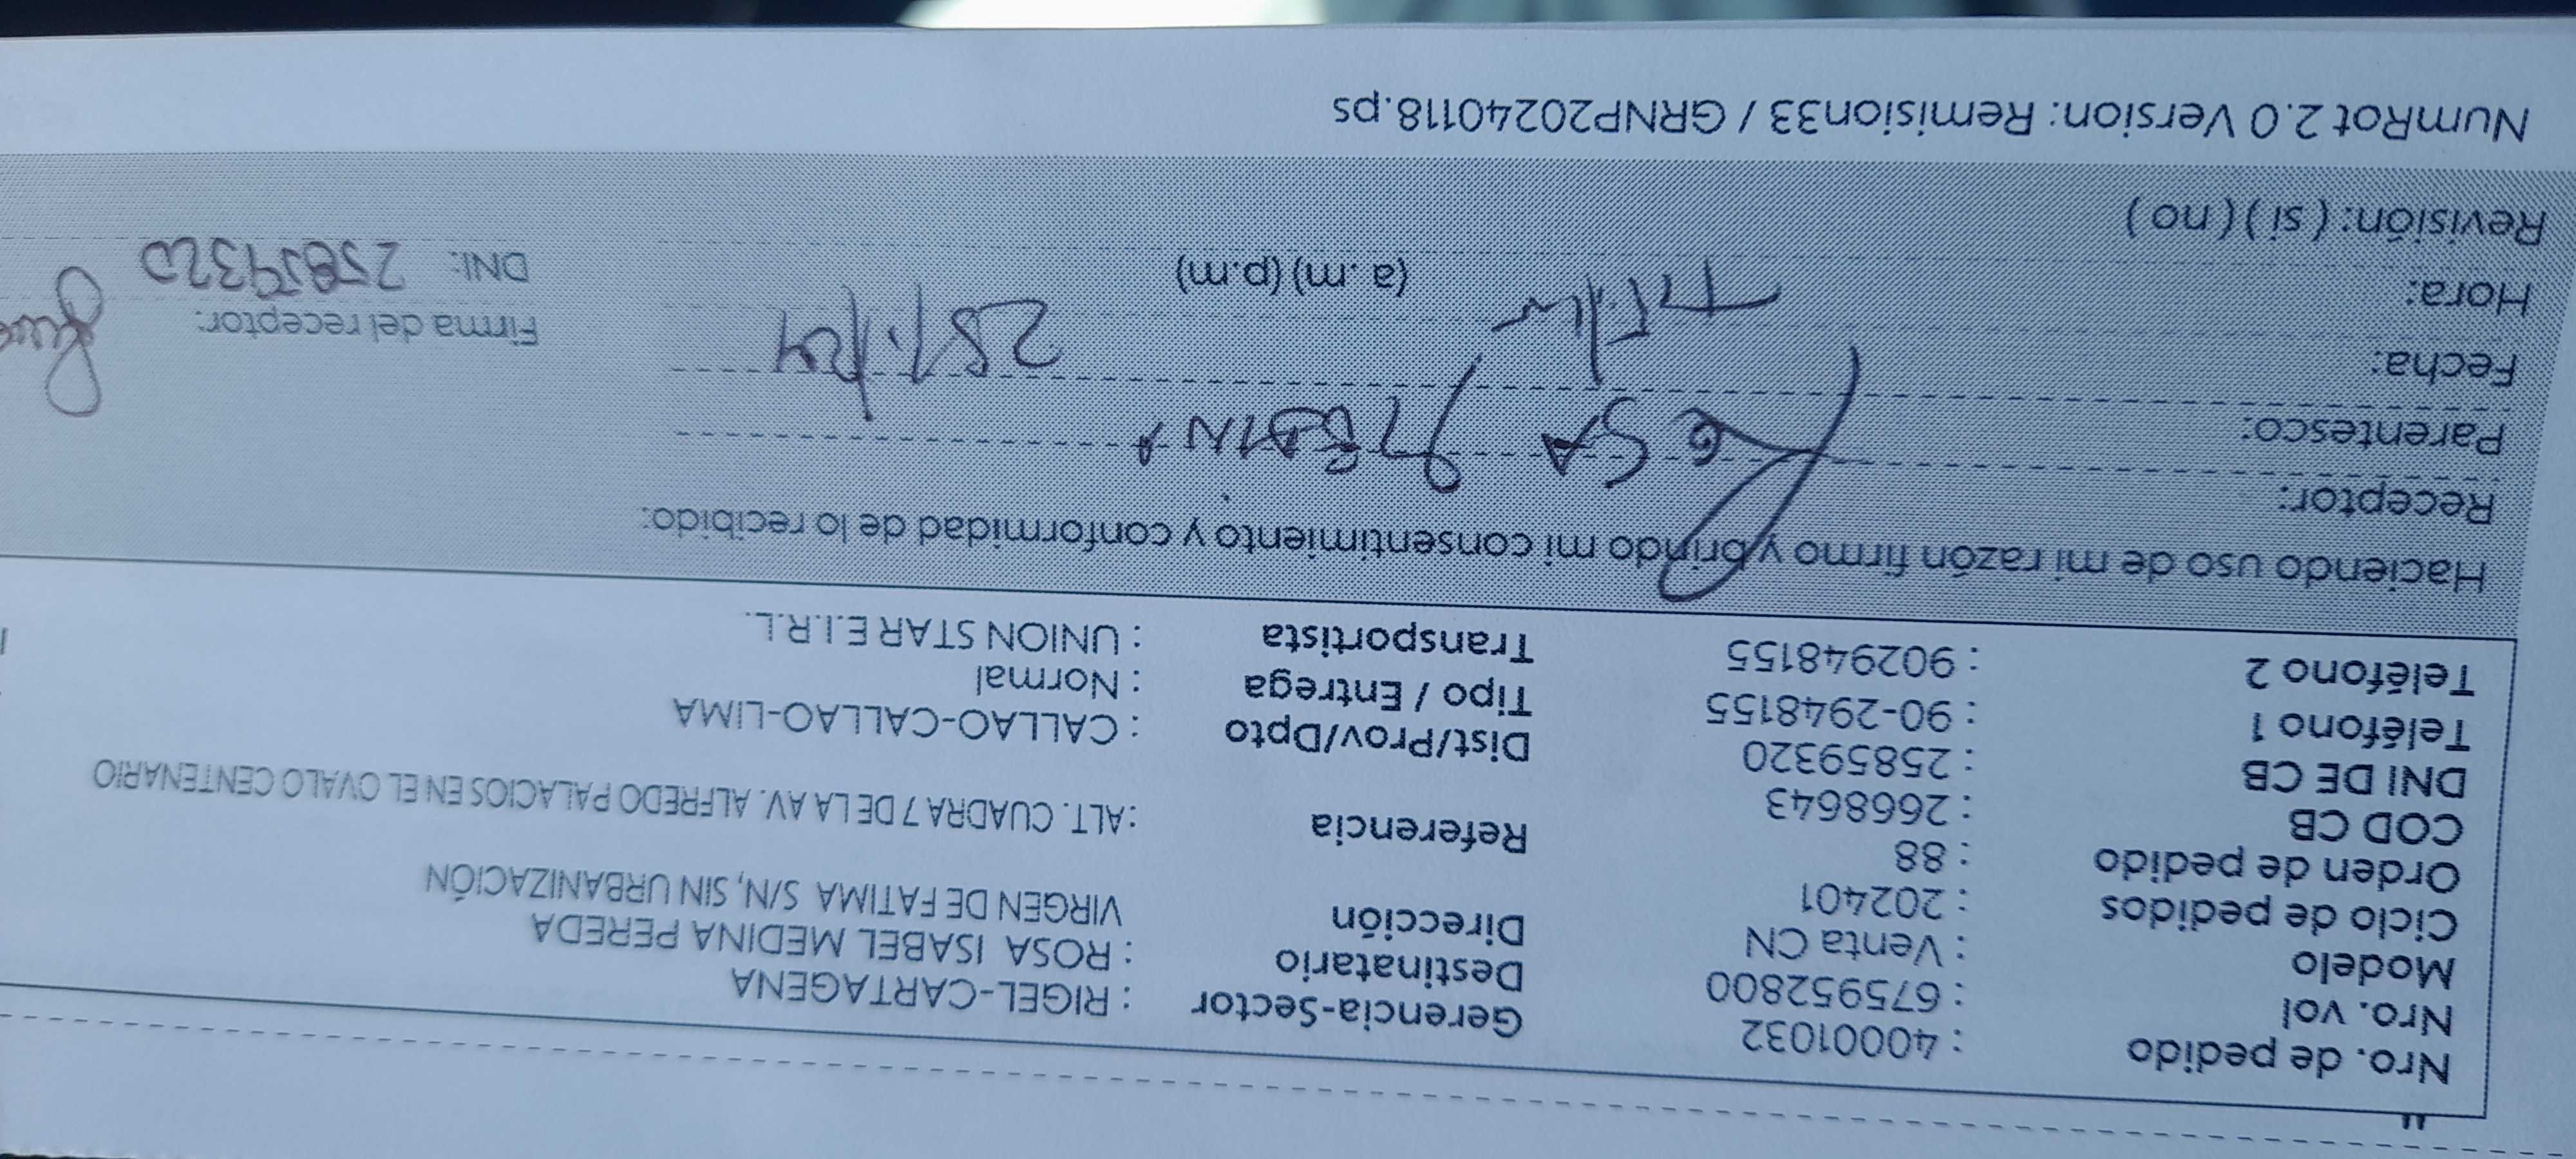 Nro. de pedido : 40001032 Gerencia-Sector : RIGEL-CARTAGENA
Nro. vol : 675952800 Destinatario : ROSA ISABEL MEDINA PEREDA
Modelo : Venta CN Dirección VIRGEN DE FATIMA S/N, SIN URBANIZACIÓN
Ciclo de pedidos : 202401
Orden de pedido : 88 Referencia : ALT. CUADRA 7 DE LA AV. ALFREDO PALACIOS EN EL OVALO CENTENARIO
COD CB : 2668643
DNI DE CB : 25859320 Dist/Prov/Dpto : CALLAO-CALLAO-LIMA
Teléfono 1 : 90-2948155 Tipo / Entrega : Normal
Teléfono 2 : 902948155 Transportista : UNION STAR E.I.R.L.
Haciendo uso de mi razón firmo y brindo mi consentimiento y conformidad de lo recibido:
Receptor: Rosa MEDINA
Parentesco:
Fecha: 25/1/24 Firma del receptor:
Hora: (a .m) (p.m) DNI: 25859320
Revisión: ( si ) ( no )
NumRot 2.0 Version: Remision33 / GRNP20240118.ps